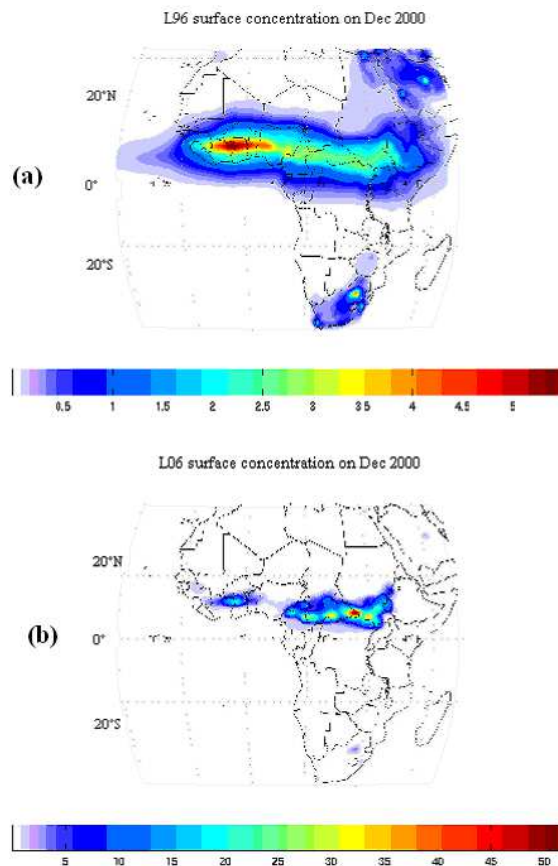 L96 surface concentration on Dec 2000
20°N
(a)
0°
20°S
0.5 1 1.5 2 2.5 3 3.5 4 4.5 5
L06 surface concentration on Dec 2000
20°N
(b)
0°
20°S
5 10 15 20 25 30 35 40 45 50